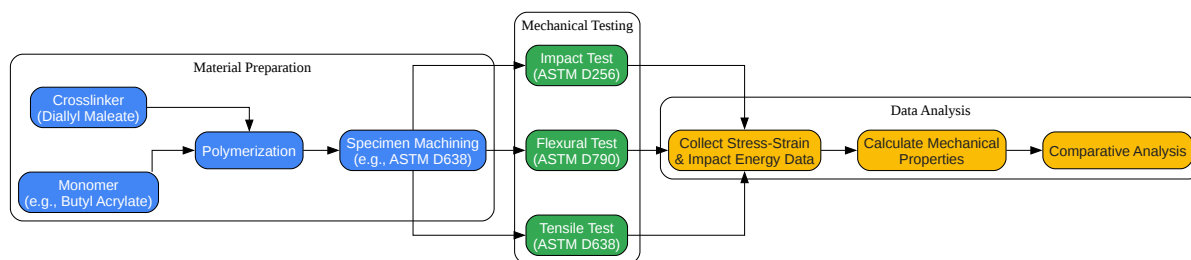 Material Preparation
Crosslinker
(Diallyl Maleate)
Monomer
(e.g., Butyl Acrylate)
Polymerization
Specimen Machining
(e.g., ASTM D638)
Mechanical Testing
Impact Test
(ASTM D256)
Flexural Test
(ASTM D790)
Tensile Test
(ASTM D638)
Data Analysis
Collect Stress-Strain
& Impact Energy Data
Calculate Mechanical
Properties
Comparative Analysis